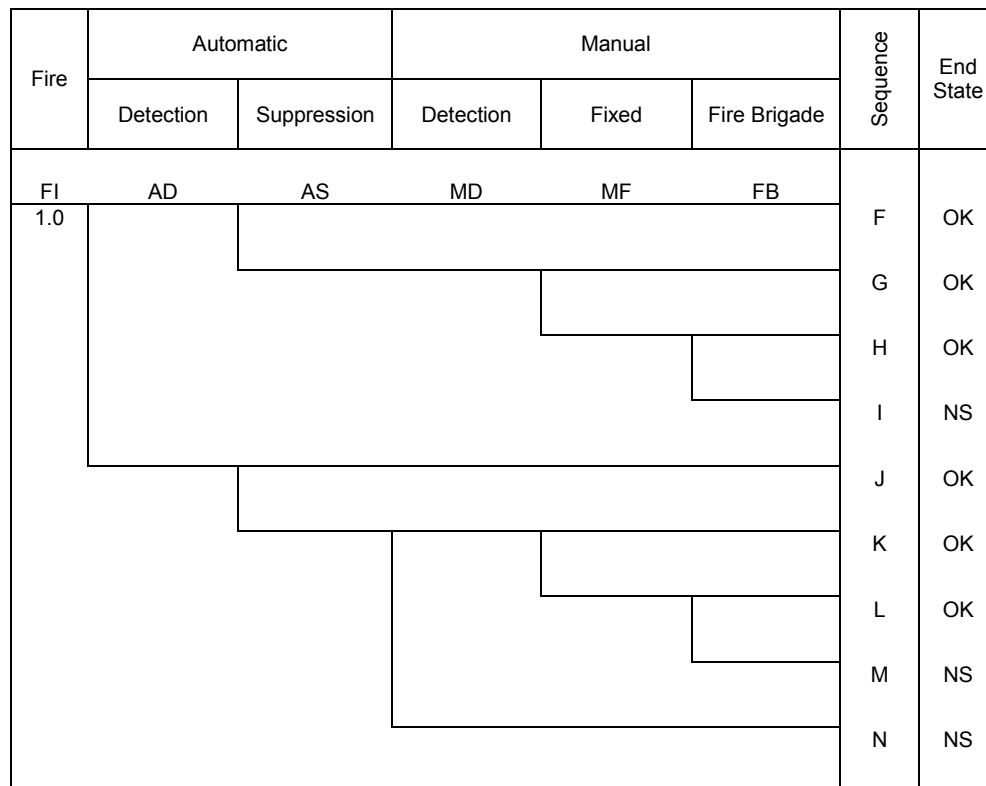 Fire
Automatic
Manual
Sequence
End
State
Detection
Suppression
Detection
Fixed
Fire Brigade
FI AD AS MD MF FB
1.0
F OK
G OK
H OK
I NS
J OK
K OK
L OK
M NS
N NS